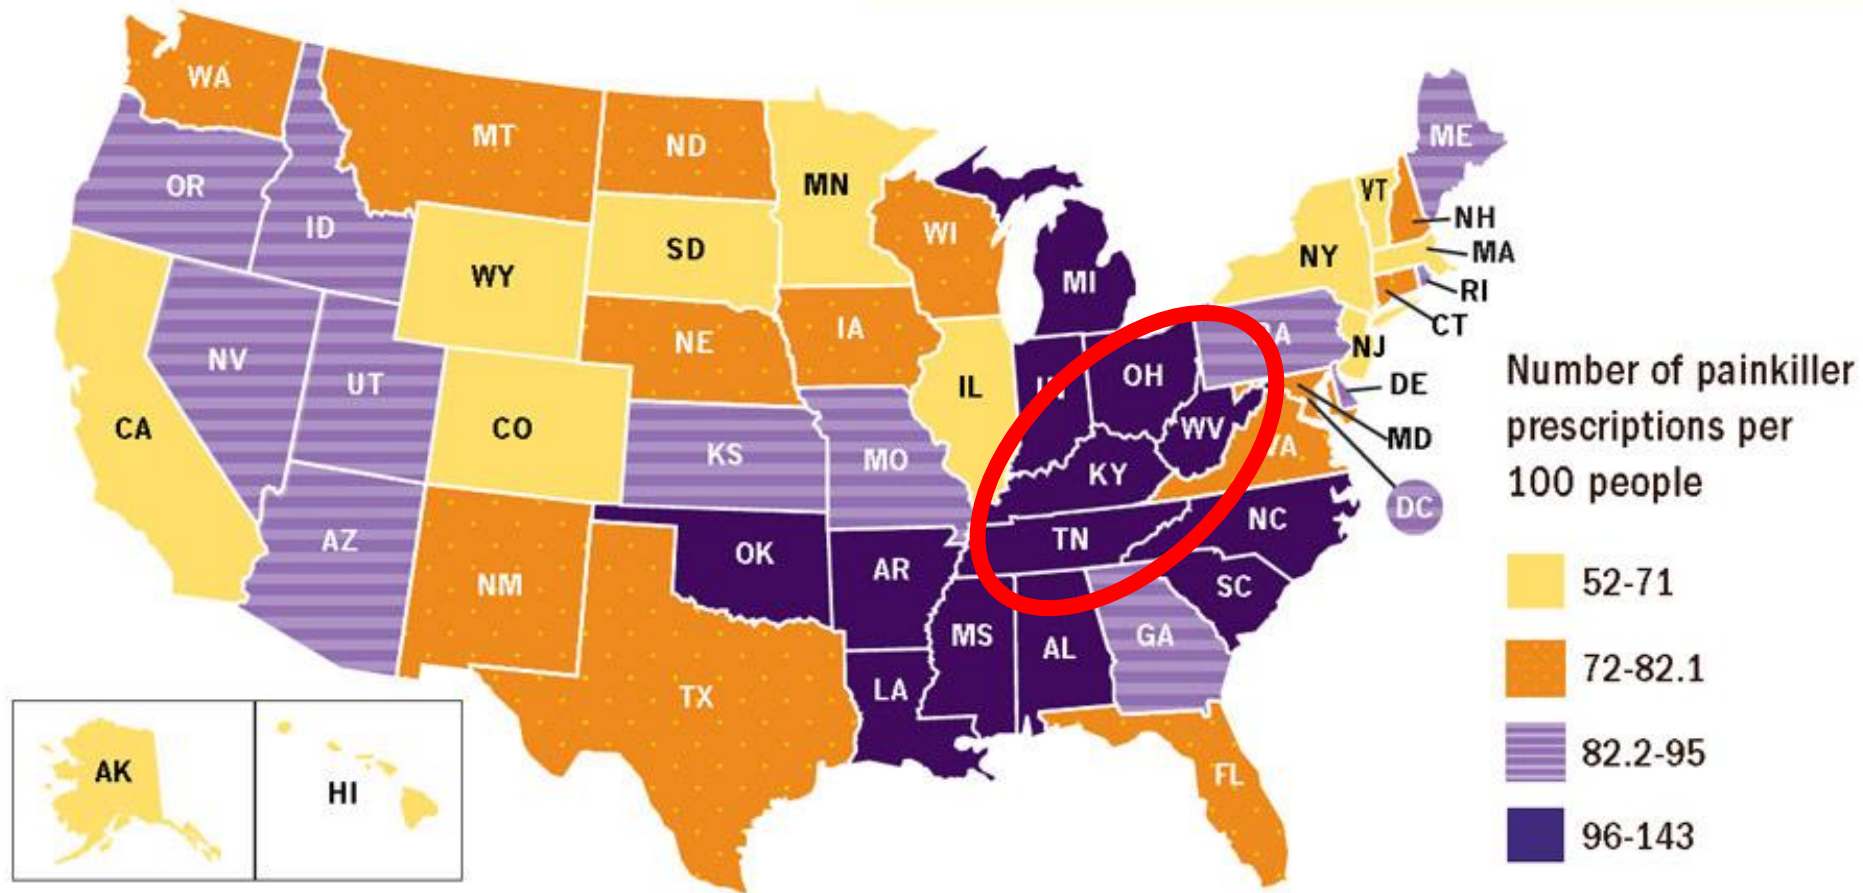 WA
MT
ND
MN
ME
OR
ID
VT
NH
WI
SD
NY
MA
WY
MI
RI
IA
CT
NE
NJ
NV
OH
UT
IL
DE
CA
CO
WV
MD
KS
MO
KY
DC
AZ
NC
TN
OK
AR
NM
SC
MS
GA
AL
LA
TX
FL
AK
HI
Number of painkiller
prescriptions per
100 people
52-71
72-82.1
82.2-95
96-143